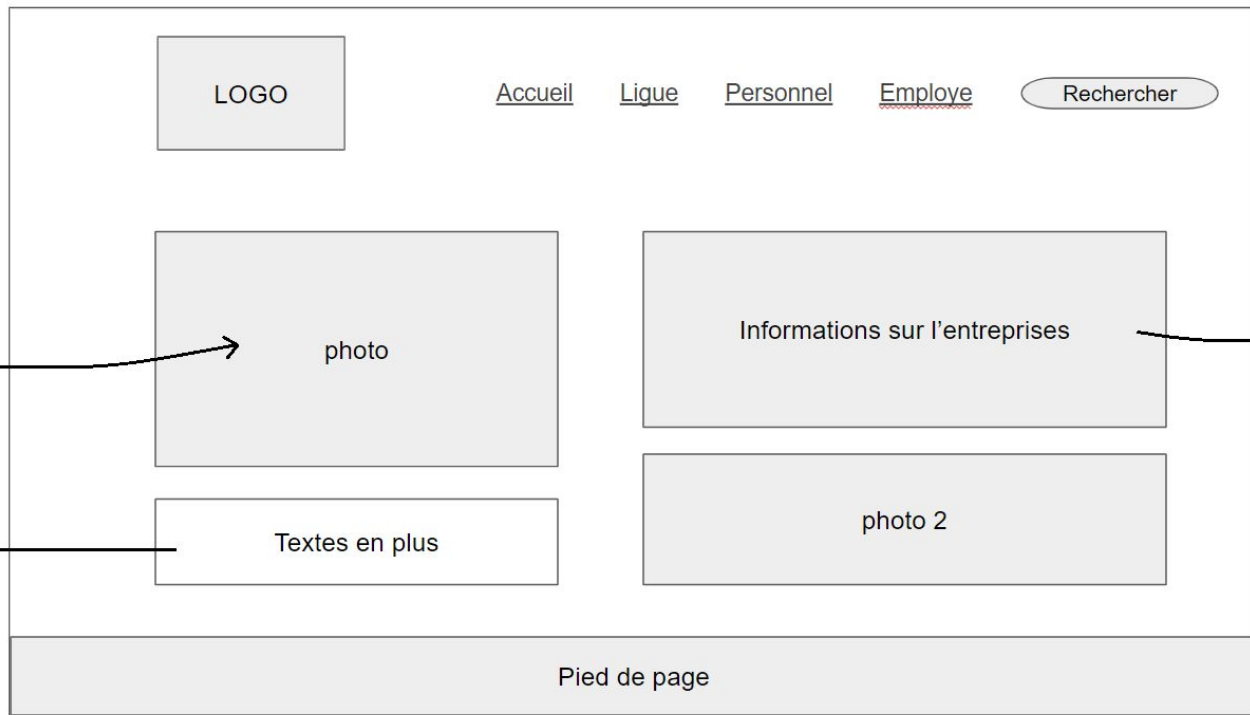 LOGO
Accueil Ligue Personnel Employe Rechercher
photo
Informations sur l’entreprises
Textes en plus
photo 2
Pied de page